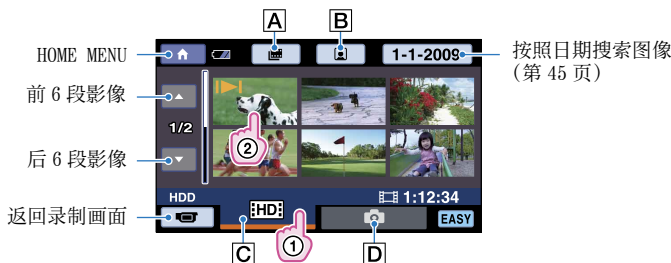 A
B
HOME MENU
1-1-2009
按照日期搜索图像
(第 45 页)
前 6 段影像
1/2
②
后 6 段影像
HDD
1:12:34
返回录制画面
HD
EASY
C
①
D